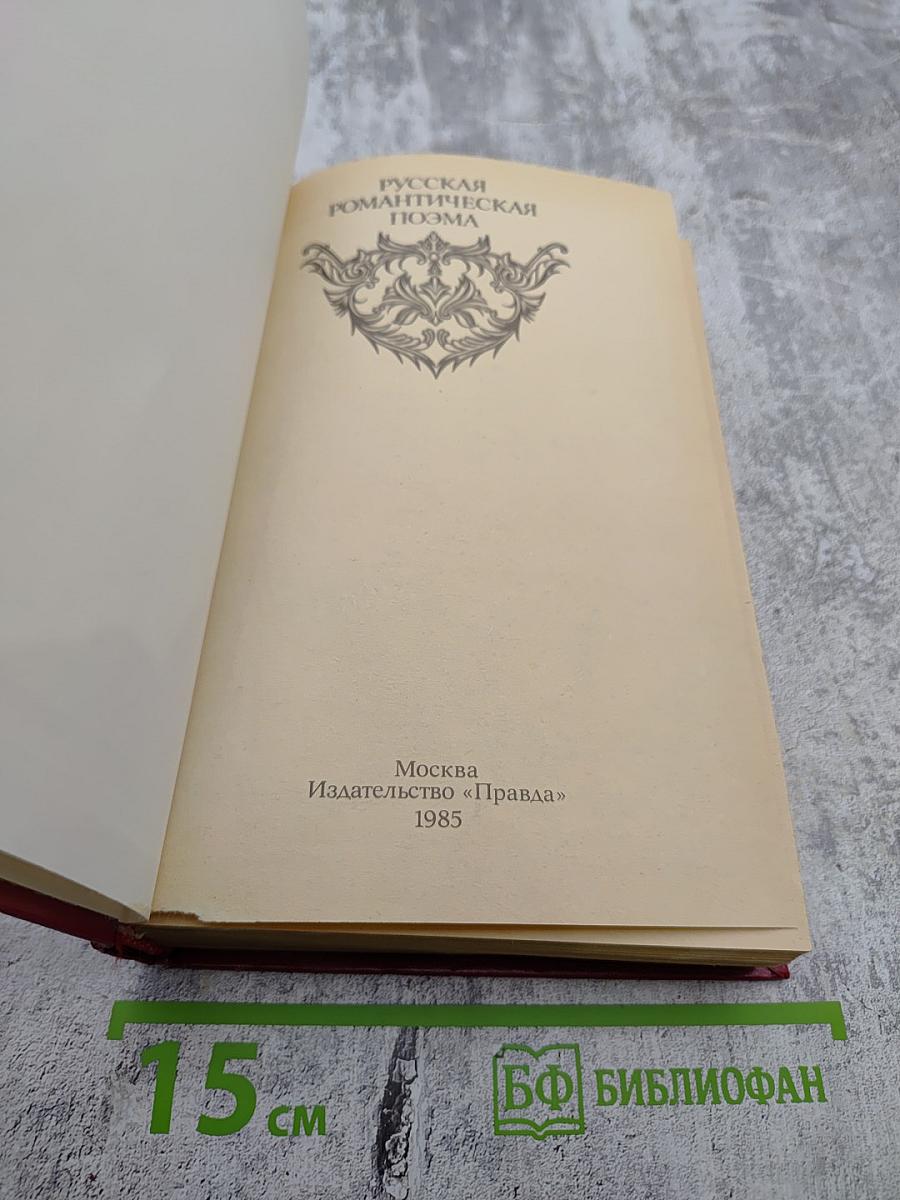 РУССКАЯ
РОМАНТИЧЕСКАЯ
ПОЭМА
Москва
Издательство «Правда»
1985
15 см
БФ БИБЛИОФАН